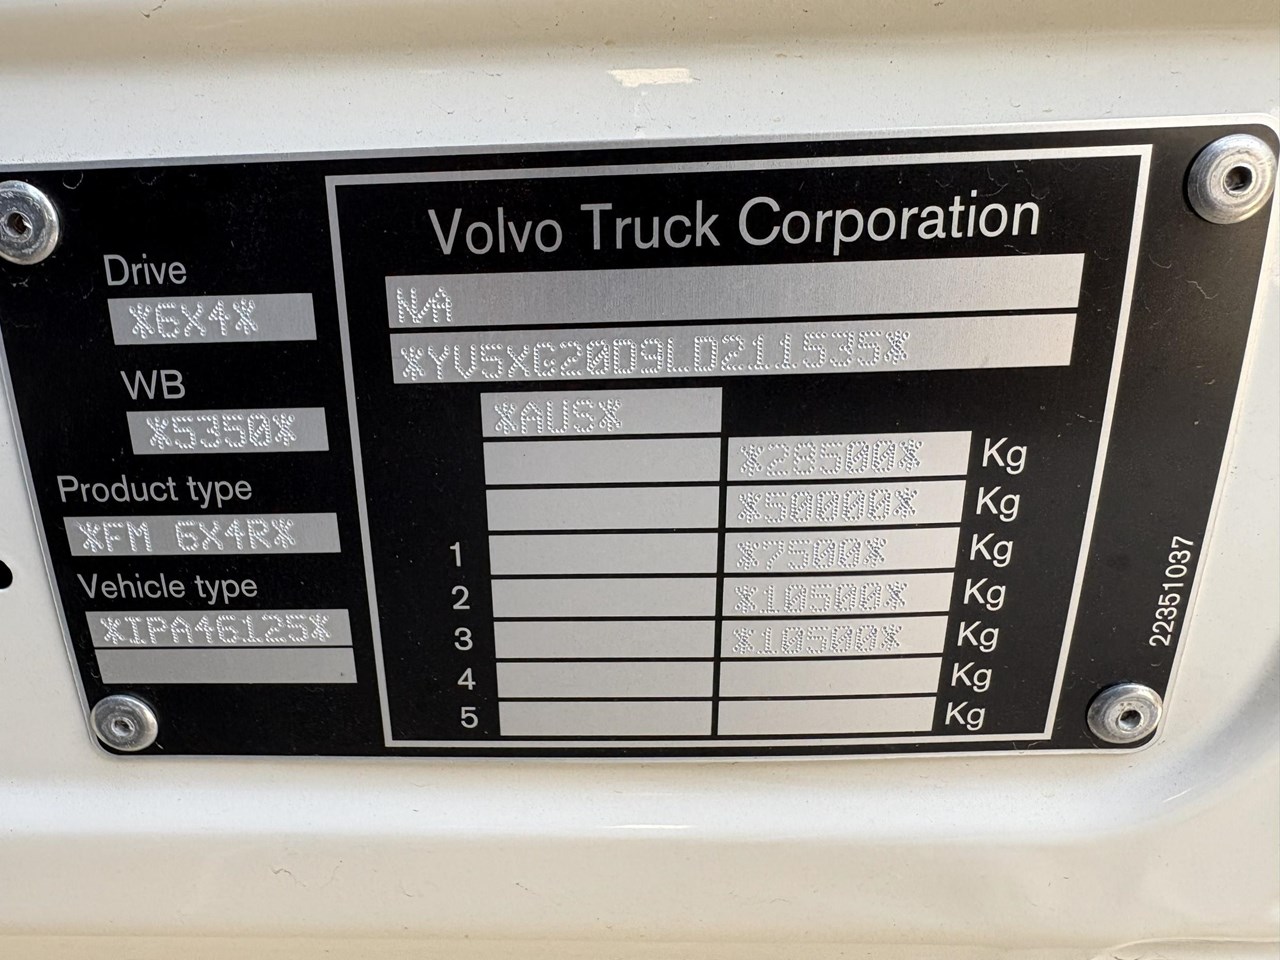 Volvo Truck Corporation
Drive
*6X4*
N/A
*YV5XG20D9LD211535*
WB
*5350*
*AUS*
*28500* Kg
Product type
*FM 6X4R*
*50000* Kg
1 *7500* Kg
Vehicle type
*IPA46125*
2 *10500* Kg
3 *10500* Kg
4 Kg
5 Kg
22351037